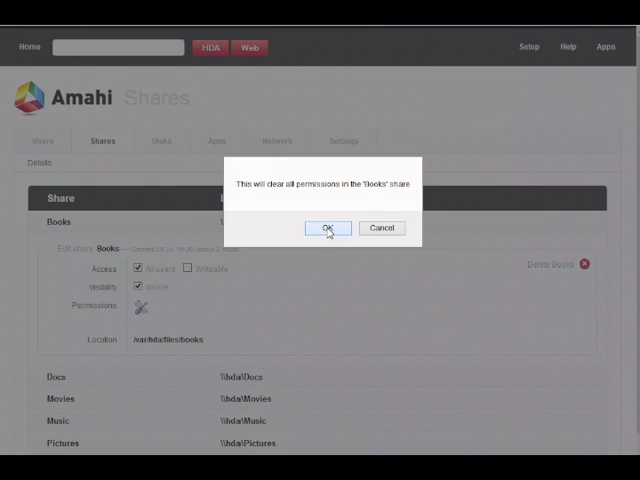 Home HDA Web Setup Help Apps
Amahi Shares
Users Shares Disks Apps Network Settings
Details
This will clear all permissions in the 'Books' share
OK Cancel
Share
Books
Edit share Books
Access All users Writeable Delete Books
Visibility Visible
Permissions
Location /var/hda/files/books
Docs \\hda\Docs
Movies \\hda\Movies
Music \\hda\Music
Pictures \\hda\Pictures